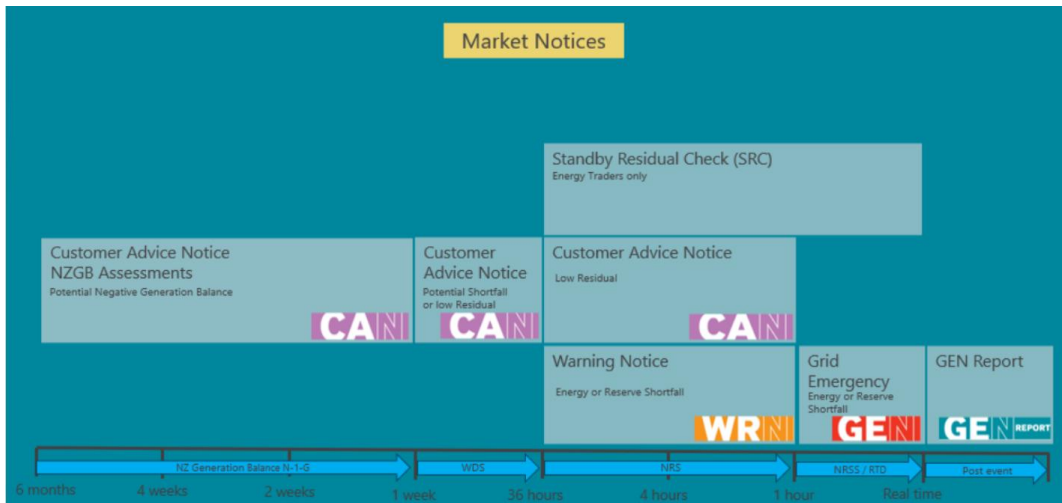 Market Notices
Standby Residual Check (SRC)
Energy Traders only
Customer Advice Notice
NZGB Assessments
Potential Negative Generation Balance
CAN
Customer
Advice Notice
Potential Shortfall
or low Residual
CAN
Customer Advice Notice
Low Residual
CAN
Warning Notice
Energy or Reserve Shortfall
WRN
Grid
Emergency
Energy or Reserve
Shortfall
GEN
GEN Report
GEN REPORT
NZ Generation Balance N-1-G
WDS
NRS
NRSS / RTD
Post event
6 months
4 weeks
2 weeks
1 week
36 hours
4 hours
1 hour
Real time